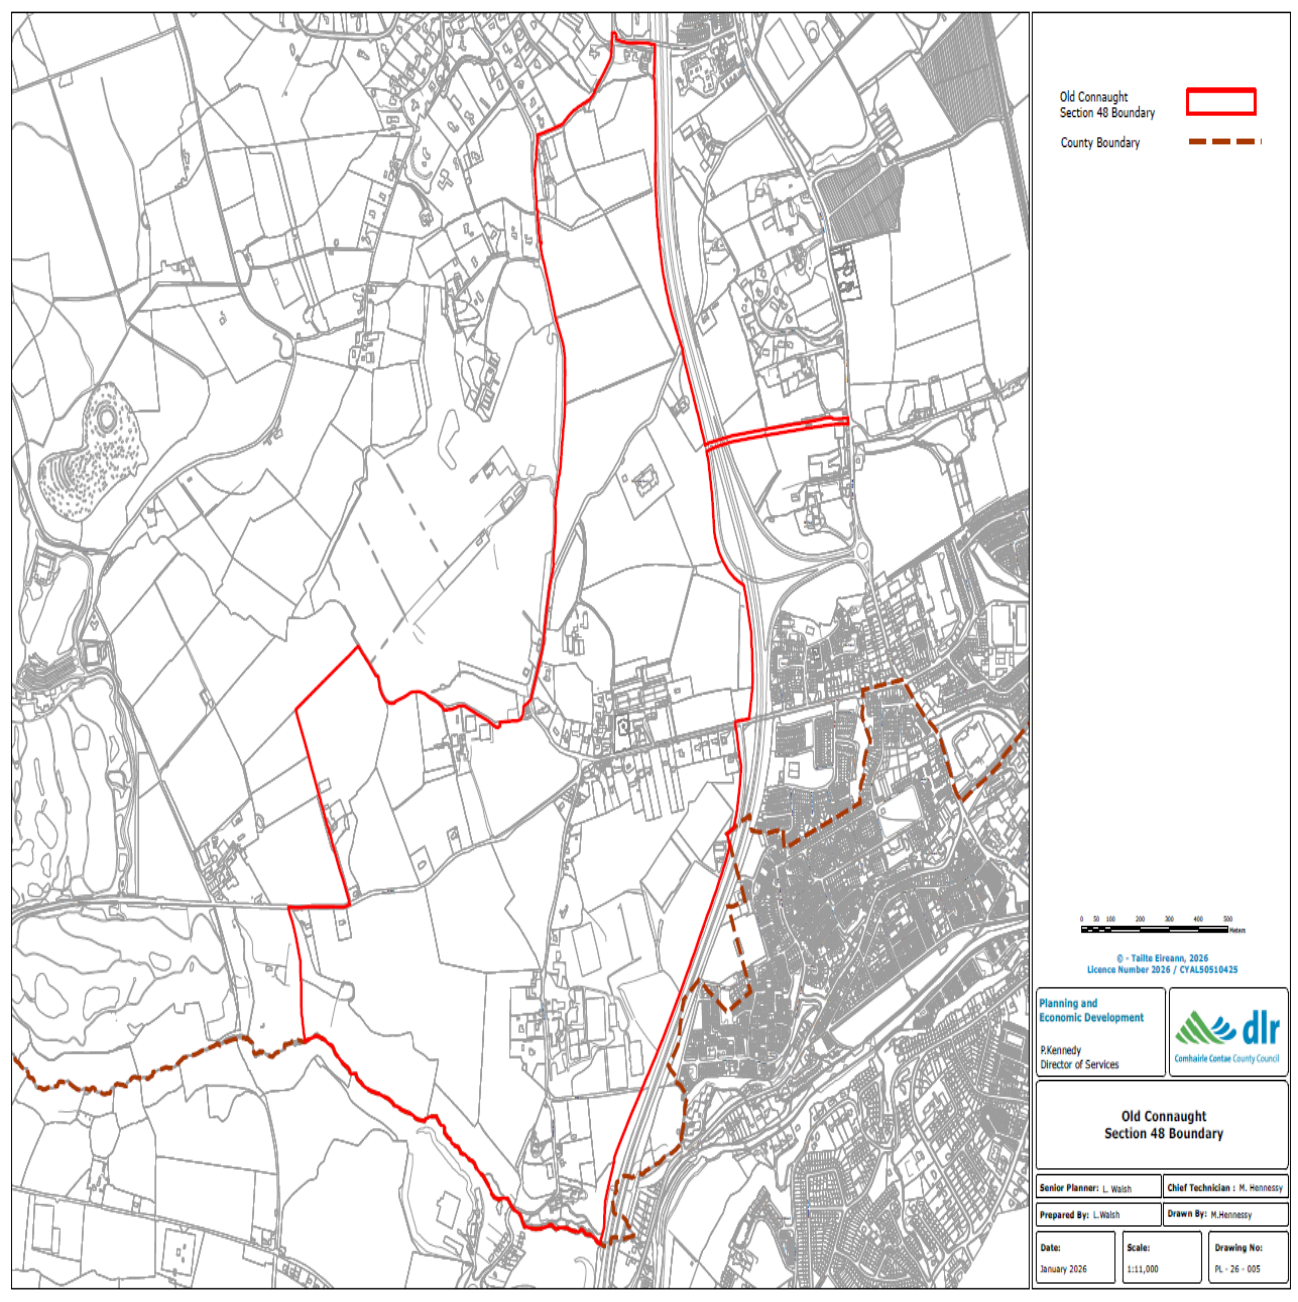 Old Connaught
Section 48 Boundary
County Boundary
0 50 100 200 300 400 500
Meters
© - Tailte Eireann, 2026
Licence Number 2026 / CYAL50510425
Planning and
Economic Development
P.Kennedy
Director of Services
dlr
Comhairle Contae County Council
Old Connaught
Section 48 Boundary
Senior Planner: L. Walsh
Chief Technician : M. Hennessy
Prepared By: L.Walsh
Drawn By: M.Hennessy
Date:
January 2026
Scale:
1:11,000
Drawing No:
PL - 26 - 005